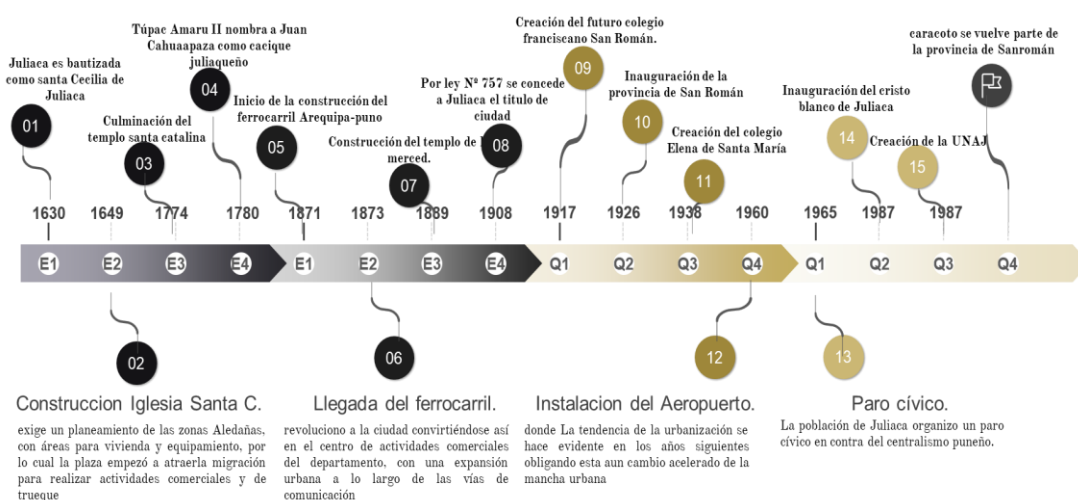 Túpac Amaru II nombra a Juan
Cahuaapaza como cacique
juliaqueño
Creación del futuro colegio
franciscano San Román.
caracoto se vuelve parte de
la provincia de Sanromán
Juliaca es bautizada
como santa Cecilia de
Juliaca
01
04
Inicio de la construcción del
ferrocarril Arequipa-puno
Por ley Nº 757 se concede
a Juliaca el titulo de
ciudad
09
Inauguración de la
provincia de San Román
Inauguración del cristo
blanco de Juliaca
Culminación del
templo santa catalina
03
05
Construcción del templo de
merced.
07
08
10
Creación del colegio
Elena de Santa María
11
14
Creación de la UNAJ
15
1630
1649
1774
1780
1871
1873
1889
1908
1917
1926
1938
1960
1965
1987
1987
E1
E2
E3
E4
E1
E2
E3
E4
Q1
Q2
Q3
Q4
Q1
Q2
Q3
Q4
02
06
12
13
Construccion Iglesia Santa C.
exige un planeamiento de las zonas Aledañas,
con áreas para vivienda y equipamiento, por
lo cual la plaza empezó a atraerla migración
para realizar actividades comerciales y de
trueque
Llegada del ferrocarril.
revoluciono a la ciudad convirtiéndose así
en el centro de actividades comerciales
del departamento, con una expansión
urbana a lo largo de las vías de
comunicación
Instalacion del Aeropuerto.
donde La tendencia de la urbanización se
hace evidente en los años siguientes
obligando esta aun cambio acelerado de la
mancha urbana
Paro cívico.
La población de Juliaca organizo un paro
cívico en contra del centralismo puneño.